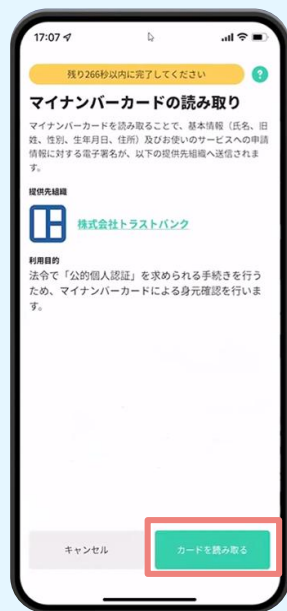 17:07
残り266秒以内に完了してください
?
マイナンバーカードの読み取り
マイナンバーカードを読み取ることで、基本情報（氏名、旧
姓、性別、生年月日、住所）及びお使いのサービスへの申請
情報に対する電子署名が、以下の提供先組織へ送信されま
す。
提供先組織
株式会社トラストバンク
利用目的
法令で「公的個人認証」を求められる手続きを行う
ため、マイナンバーカードによる身元確認を行いま
す。
キャンセル
カードを読み取る